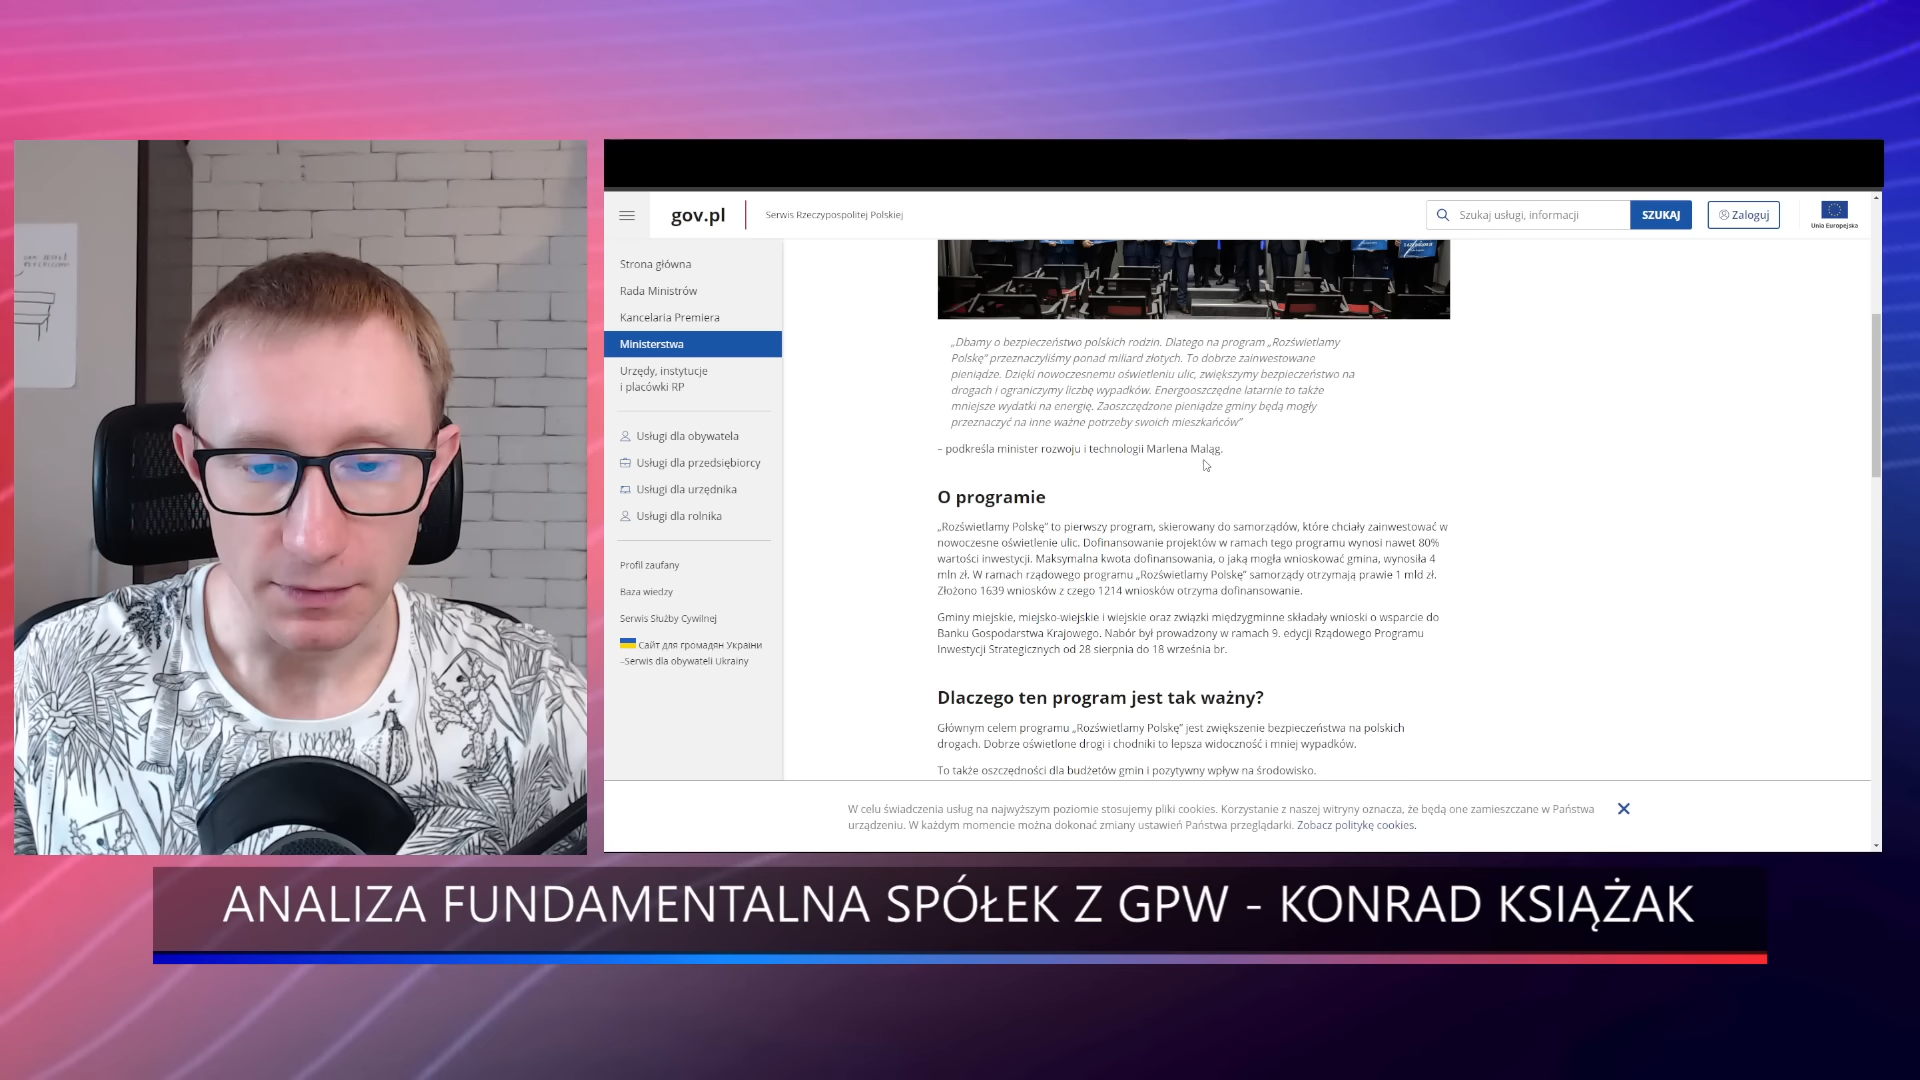 gov.pl
Serwis Rzeczypospolitej Polskiej
Szukaj usługi, informacji
SZUKAJ
Zaloguj
Unia Europejska
Strona główna
Rada Ministrów
Kancelaria Premiera
Ministerstwa
Urzędy, instytucje
i placówki RP
Usługi dla obywatela
Usługi dla przedsiębiorcy
Usługi dla urzędnika
Usługi dla rolnika
Profil zaufany
Baza wiedzy
Serwis Służby Cywilnej
Сайт для громадян України
–Serwis dla obywateli Ukrainy
„Dbamy o bezpieczeństwo polskich rodzin. Dlatego na program „Rozświetlamy
Polskę” przeznaczyliśmy ponad miliard złotych. To dobrze zainwestowane
pieniądze. Dzięki nowoczesnemu oświetleniu ulic, zwiększymy bezpieczeństwo na
drogach i ograniczymy liczbę wypadków. Energooszczędne latarnie to także
mniejsze wydatki na energię. Zaoszczędzone pieniądze gminy będą mogły
przeznaczyć na inne ważne potrzeby swoich mieszkańców”
– podkreśla minister rozwoju i technologii Marlena Maląg.
O programie
„Rozświetlamy Polskę” to pierwszy program, skierowany do samorządów, które chciały zainwestować w
nowoczesne oświetlenie ulic. Dofinansowanie projektów w ramach tego programu wynosi nawet 80%
wartości inwestycji. Maksymalna kwota dofinansowania, o jaką mogła wnioskować gmina, wynosiła 4
mln zł. W ramach rządowego programu „Rozświetlamy Polskę” samorządy otrzymają prawie 1 mld zł.
Złożono 1639 wniosków z czego 1214 wniosków otrzyma dofinansowanie.
Gminy miejskie, miejsko-wiejskie i wiejskie oraz związki międzygminne składały wnioski o wsparcie do
Banku Gospodarstwa Krajowego. Nabór był prowadzony w ramach 9. edycji Rządowego Programu
Inwestycji Strategicznych od 28 sierpnia do 18 września br.
Dlaczego ten program jest tak ważny?
Głównym celem programu „Rozświetlamy Polskę” jest zwiększenie bezpieczeństwa na polskich
drogach. Dobrze oświetlone drogi i chodniki to lepsza widoczność i mniej wypadków.
To także oszczędności dla budżetów gmin i pozytywny wpływ na środowisko.
W celu świadczenia usług na najwyższym poziomie stosujemy pliki cookies. Korzystanie z naszej witryny oznacza, że będą one zamieszczane w Państwa
urządzeniu. W każdym momencie można dokonać zmiany ustawień Państwa przeglądarki. Zobacz politykę cookies.
ANALIZA FUNDAMENTALNA SPÓŁEK Z GPW - KONRAD KSIĄŻAK